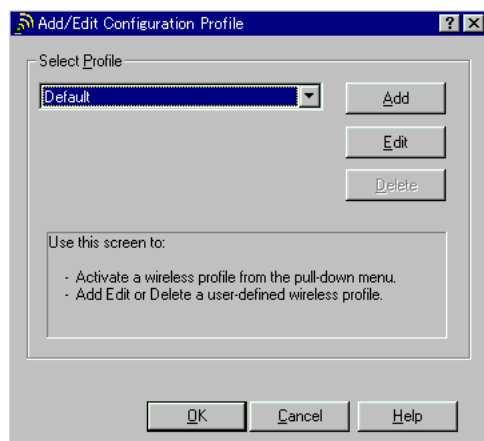 Add/Edit Configuration Profile
Select Profile
Default
Add
Edit
Delete
Use this screen to:
- Activate a wireless profile from the pull-down menu.
- Add Edit or Delete a user-defined wireless profile.
OK
Cancel
Help